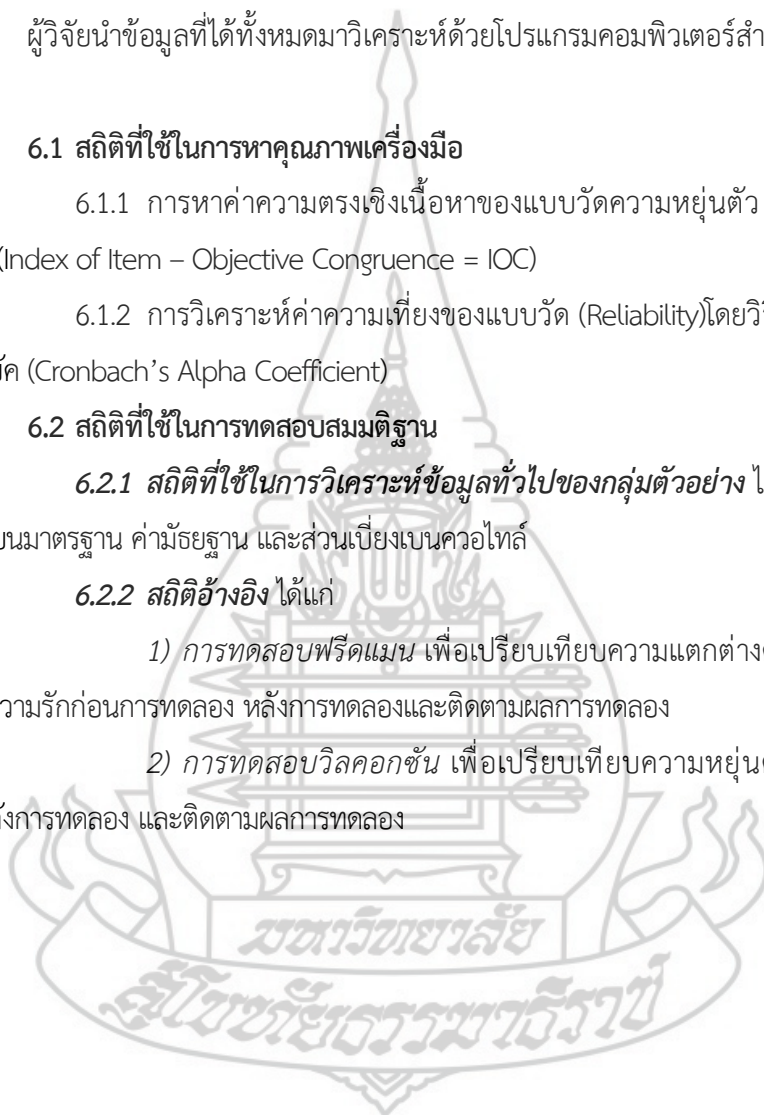 ผู้วิจัยนำข้อมูลที่ได้ทั้งหมดมาวิเคราะห์ด้วยโปรแกรมคอมพิวเตอร์สำ
6.1 สถิติที่ใช้ในการหาคุณภาพเครื่องมือ
6.1.1 การหาค่าความตรงเชิงเนื้อหาของแบบวัดความหยุ่นตัว
(Index of Item – Objective Congruence = IOC)
6.1.2 การวิเคราะห์ค่าความเที่ยงของแบบวัด (Reliability)โดยวิ
ค (Cronbach’s Alpha Coefficient)
6.2 สถิติที่ใช้ในการทดสอบสมมติฐาน
6.2.1 สถิติที่ใช้ในการวิเคราะห์ข้อมูลทั่วไปของกลุ่มตัวอย่าง ไ
บนมาตรฐาน ค่ามัธยฐาน และส่วนเบี่ยงเบนควอไทล์
6.2.2 สถิติอ้างอิง ได้แก่
1) การทดสอบฟรีดแมน เพื่อเปรียบเทียบความแตกต่าง
วามรักก่อนการทดลอง หลังการทดลองและติดตามผลการทดลอง
2) การทดสอบวิลคอกซัน เพื่อเปรียบเทียบความหยุ่น
ังการทดลอง และติดตามผลการทดลอง
มหาวิทยาลัย
สุโขทัยธรรมาธิราช